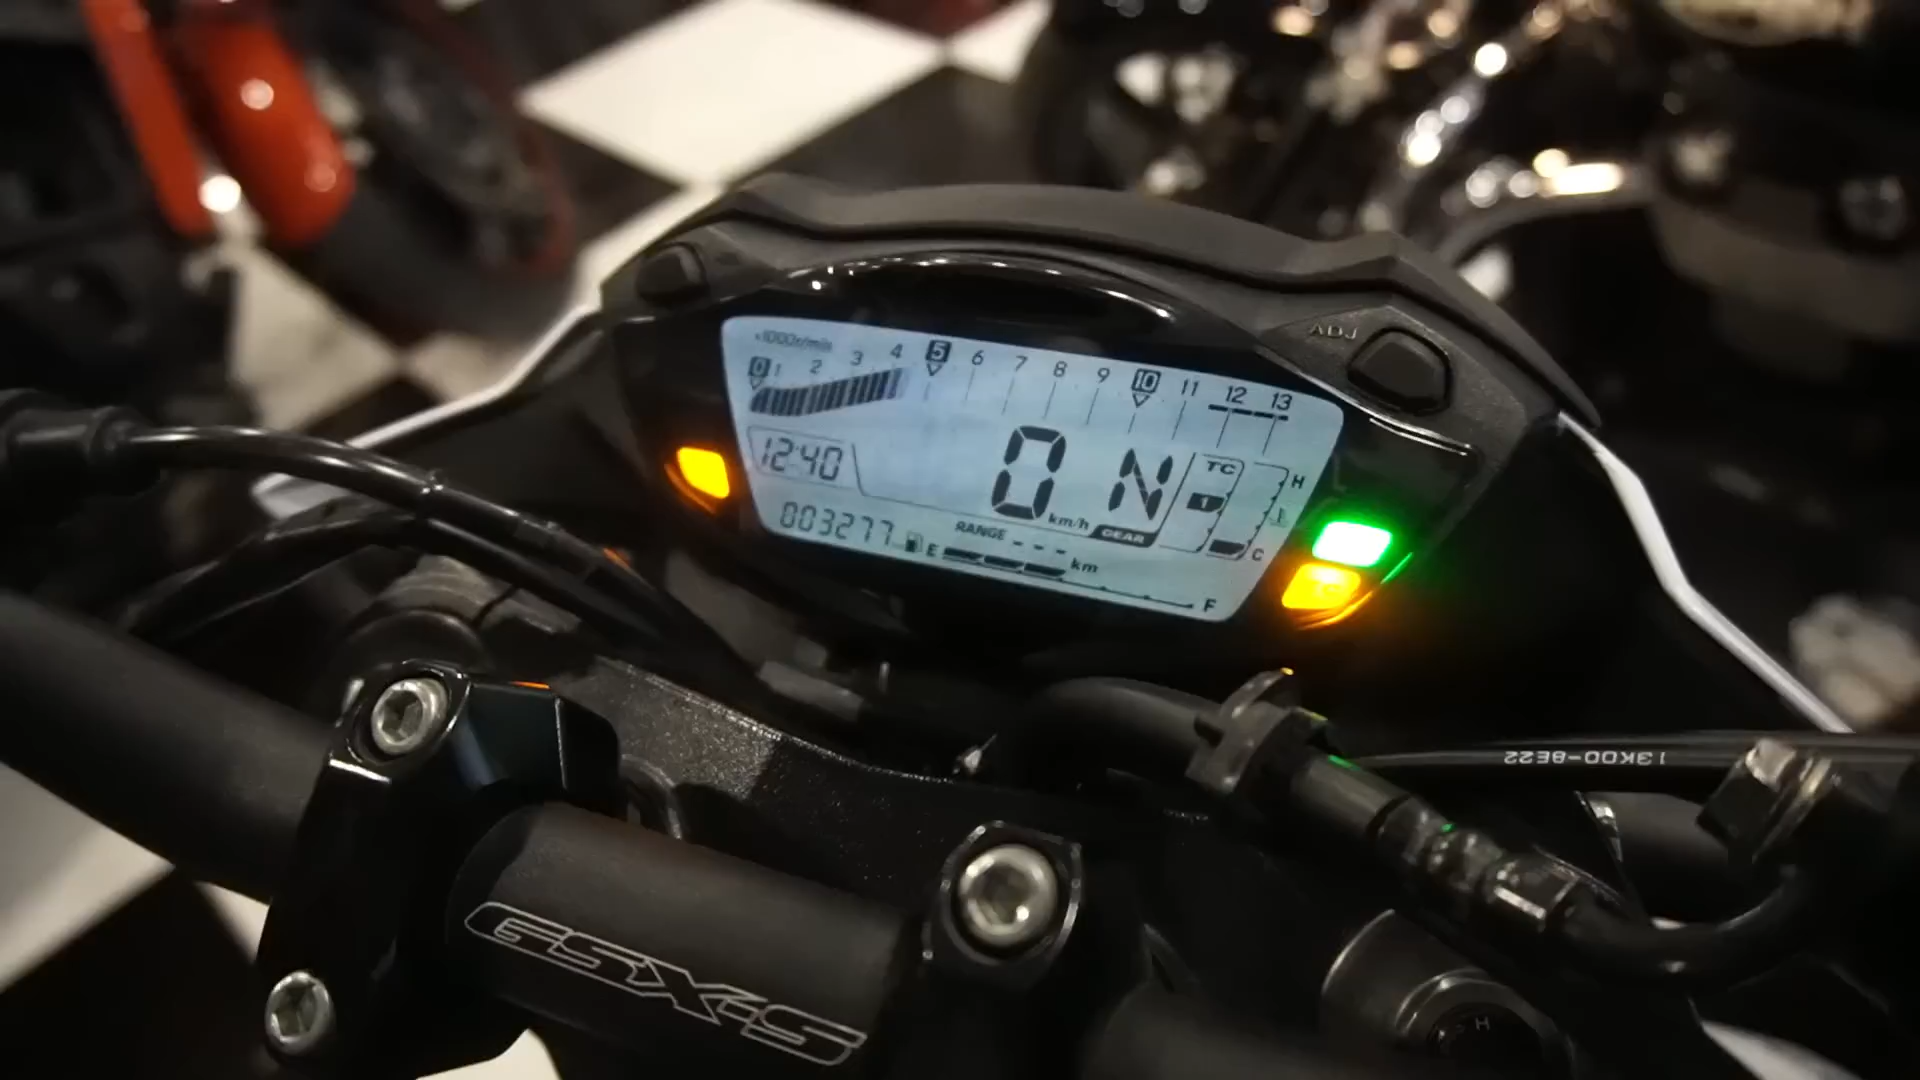 ADJ
x1000r/min
0 1 2 3 4 5 6 7 8 9 10 11 12 13
12:40
0 km/h
N
GEAR
TC
1
H
C
003277
RANGE --- km
E
F
13K00-8E22
GSX-S
H